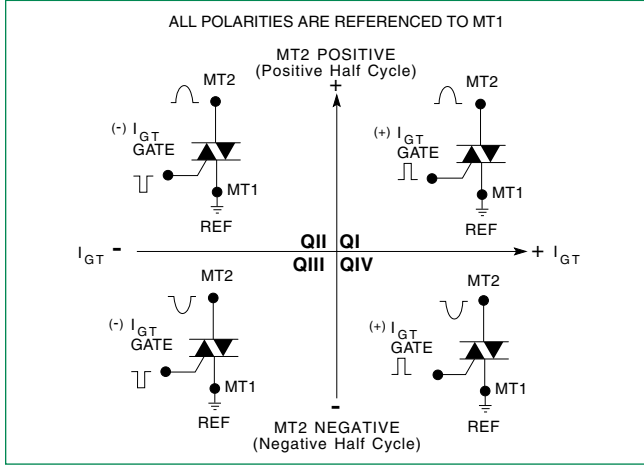 ALL POLARITIES ARE REFERENCED TO MT1
MT2 POSITIVE
(Positive Half Cycle)
+
MT2
(-) IGT
GATE
MT1
REF
MT2
(+) IGT
GATE
MT1
REF
IGT -
QII QI
QIII QIV
+ IGT
MT2
(-) IGT
GATE
MT1
REF
MT2
(+) IGT
GATE
MT1
REF
-
MT2 NEGATIVE
(Negative Half Cycle)